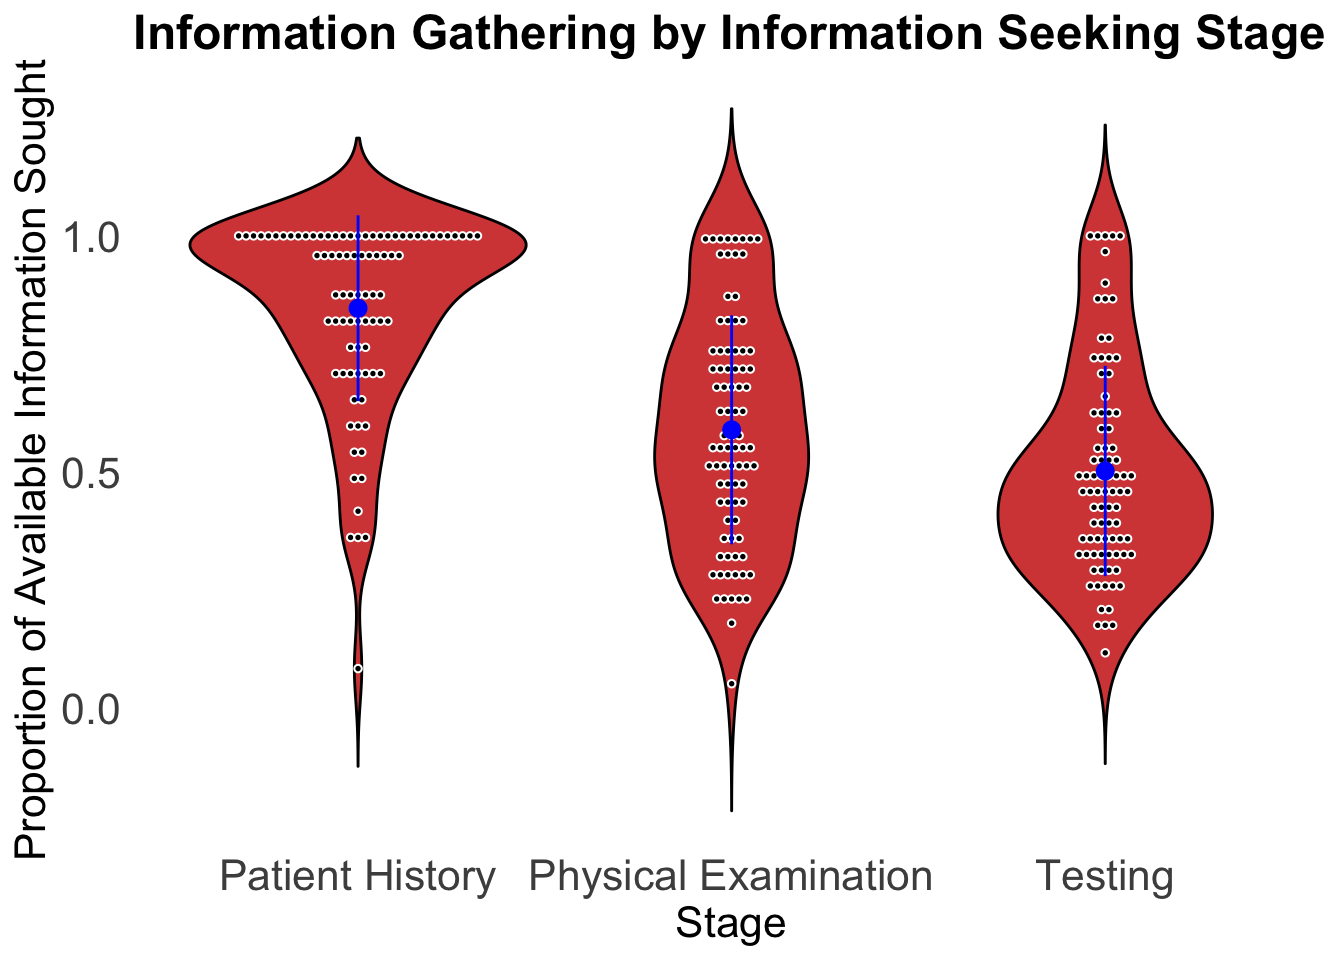 Information Gathering by Information Seeking Stage
Proportion of Available Information Sought
1.0
0.5
0.0
Patient History
Physical Examination
Testing
Stage